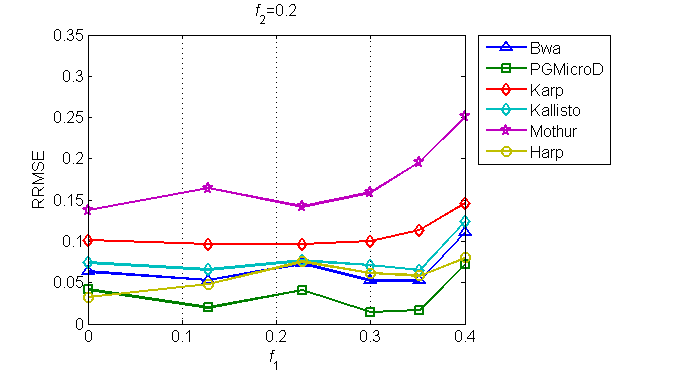 f2=0.2
0.35
0.3
0.25
0.2
0.15
0.1
0.05
0
RRMSE
0 0.1 0.2 0.3 0.4
f1
Bwa
PGMicroD
Karp
Kallisto
Mothur
Harp